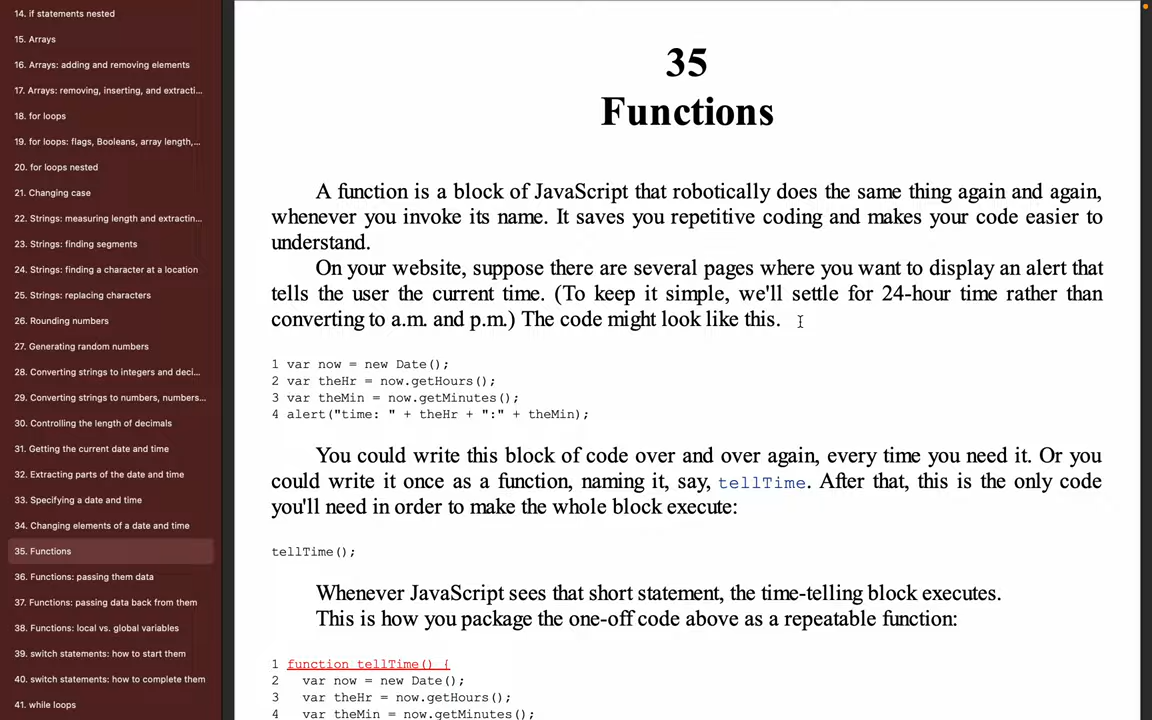 14. if statements nested
15. Arrays
16. Arrays: adding and removing elements
17. Arrays: removing, inserting, and extracti...
18. for loops
19. for loops: flags, Booleans, array length,...
20. for loops nested
21. Changing case
22. Strings: measuring length and extractin...
23. Strings: finding segments
24. Strings: finding a character at a location
25. Strings: replacing characters
26. Rounding numbers
27. Generating random numbers
28. Converting strings to integers and deci...
29. Converting strings to numbers, numbers...
30. Controlling the length of decimals
31. Getting the current date and time
32. Extracting parts of the date and time
33. Specifying a date and time
34. Changing elements of a date and time
35. Functions
36. Functions: passing them data
37. Functions: passing data back from them
38. Functions: local vs. global variables
39. switch statements: how to start them
40. switch statements: how to complete them
41. while loops
35
Functions
A function is a block of JavaScript that robotically does the same thing again and again,
whenever you invoke its name. It saves you repetitive coding and makes your code easier to
understand.
On your website, suppose there are several pages where you want to display an alert that
tells the user the current time. (To keep it simple, we'll settle for 24-hour time rather than
converting to a.m. and p.m.) The code might look like this.
1 var now = new Date();
2 var theHr = now.getHours();
3 var theMin = now.getMinutes();
4 alert("time: " + theHr + ":" + theMin);
You could write this block of code over and over again, every time you need it. Or you
could write it once as a function, naming it, say, tellTime. After that, this is the only code
you'll need in order to make the whole block execute:
tellTime();
Whenever JavaScript sees that short statement, the time-telling block executes.
This is how you package the one-off code above as a repeatable function:
1 function tellTime() {
2 var now = new Date();
3 var theHr = now.getHours();
4 var theMin = now.getMinutes();